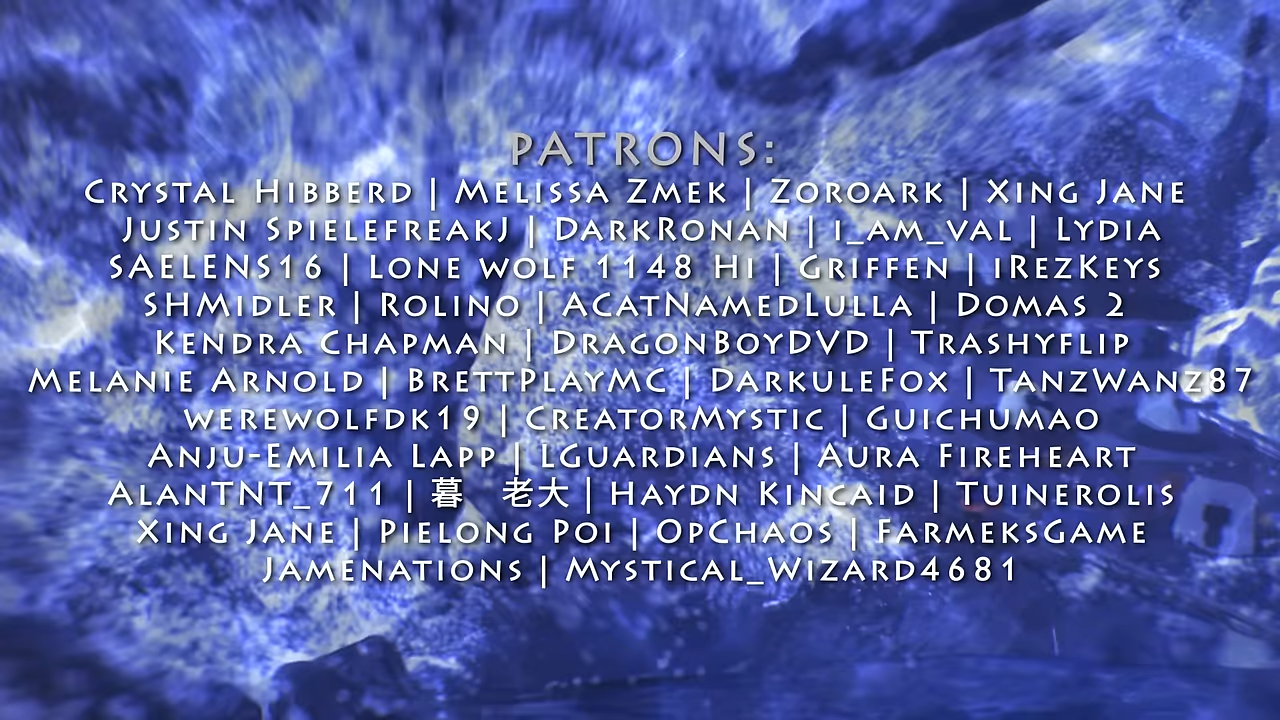 PATRONS:
Crystal Hibberd | Melissa Zmek | Zoroark | Xing Jane
Justin SpielefreakJ | DarkRonan | i_am_val | Lydia
sAELENS16 | Lone wolf 1148 Hi | Griffen | iRezKeys
SHMidler | Rolino | ACatNamedLulla | Domas 2
Kendra Chapman | DragonBoyDVD | Trashyflip
Melanie Arnold | BrettPlayMC | DarkuleFox | TanzWanz87
werewolfdk19 | CreatorMystic | Guichumao
Anju-Emilia Lapp | LGuardians | Aura Fireheart
AlanTNT_711 | 暮　老大 | Haydn Kincaid | Tuinerolis
Xing Jane | Pielong Poi | OpChaos | FarmeksGame
Jamenations | Mystical_Wizard4681